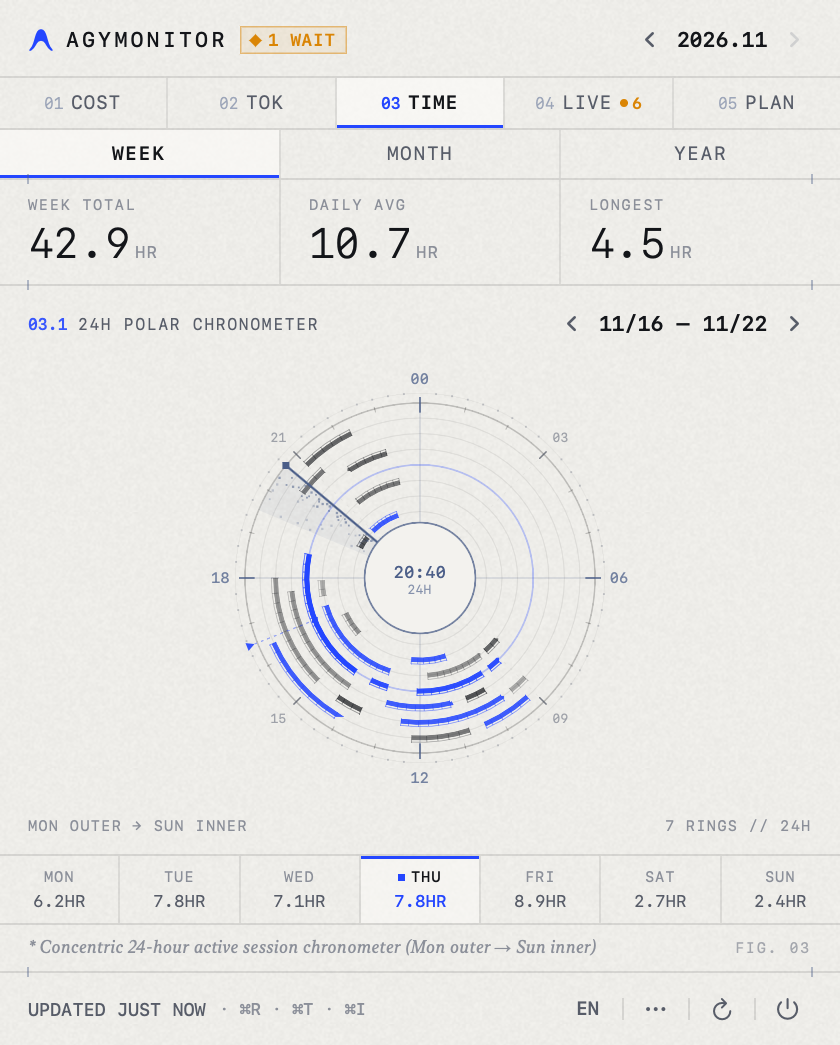 AGYMONITOR ◆ 1 WAIT 2026.11
01 COST 02 TOK 03 TIME 04 LIVE ●6 05 PLAN
WEEK MONTH YEAR
WEEK TOTAL DAILY AVG LONGEST
42.9 HR 10.7 HR 4.5 HR
03.1 24H POLAR CHRONOMETER 11/16 — 11/22
00
21 03
20:40
24H
18 06
15 09
12
MON OUTER → SUN INNER 7 RINGS // 24H
MON TUE WED THU FRI SAT SUN
6.2HR 7.8HR 7.1HR 7.8HR 8.9HR 2.7HR 2.4HR
* Concentric 24-hour active session chronometer (Mon outer → Sun inner) FIG. 03
UPDATED JUST NOW · ⌘R · ⌘T · ⌘I EN